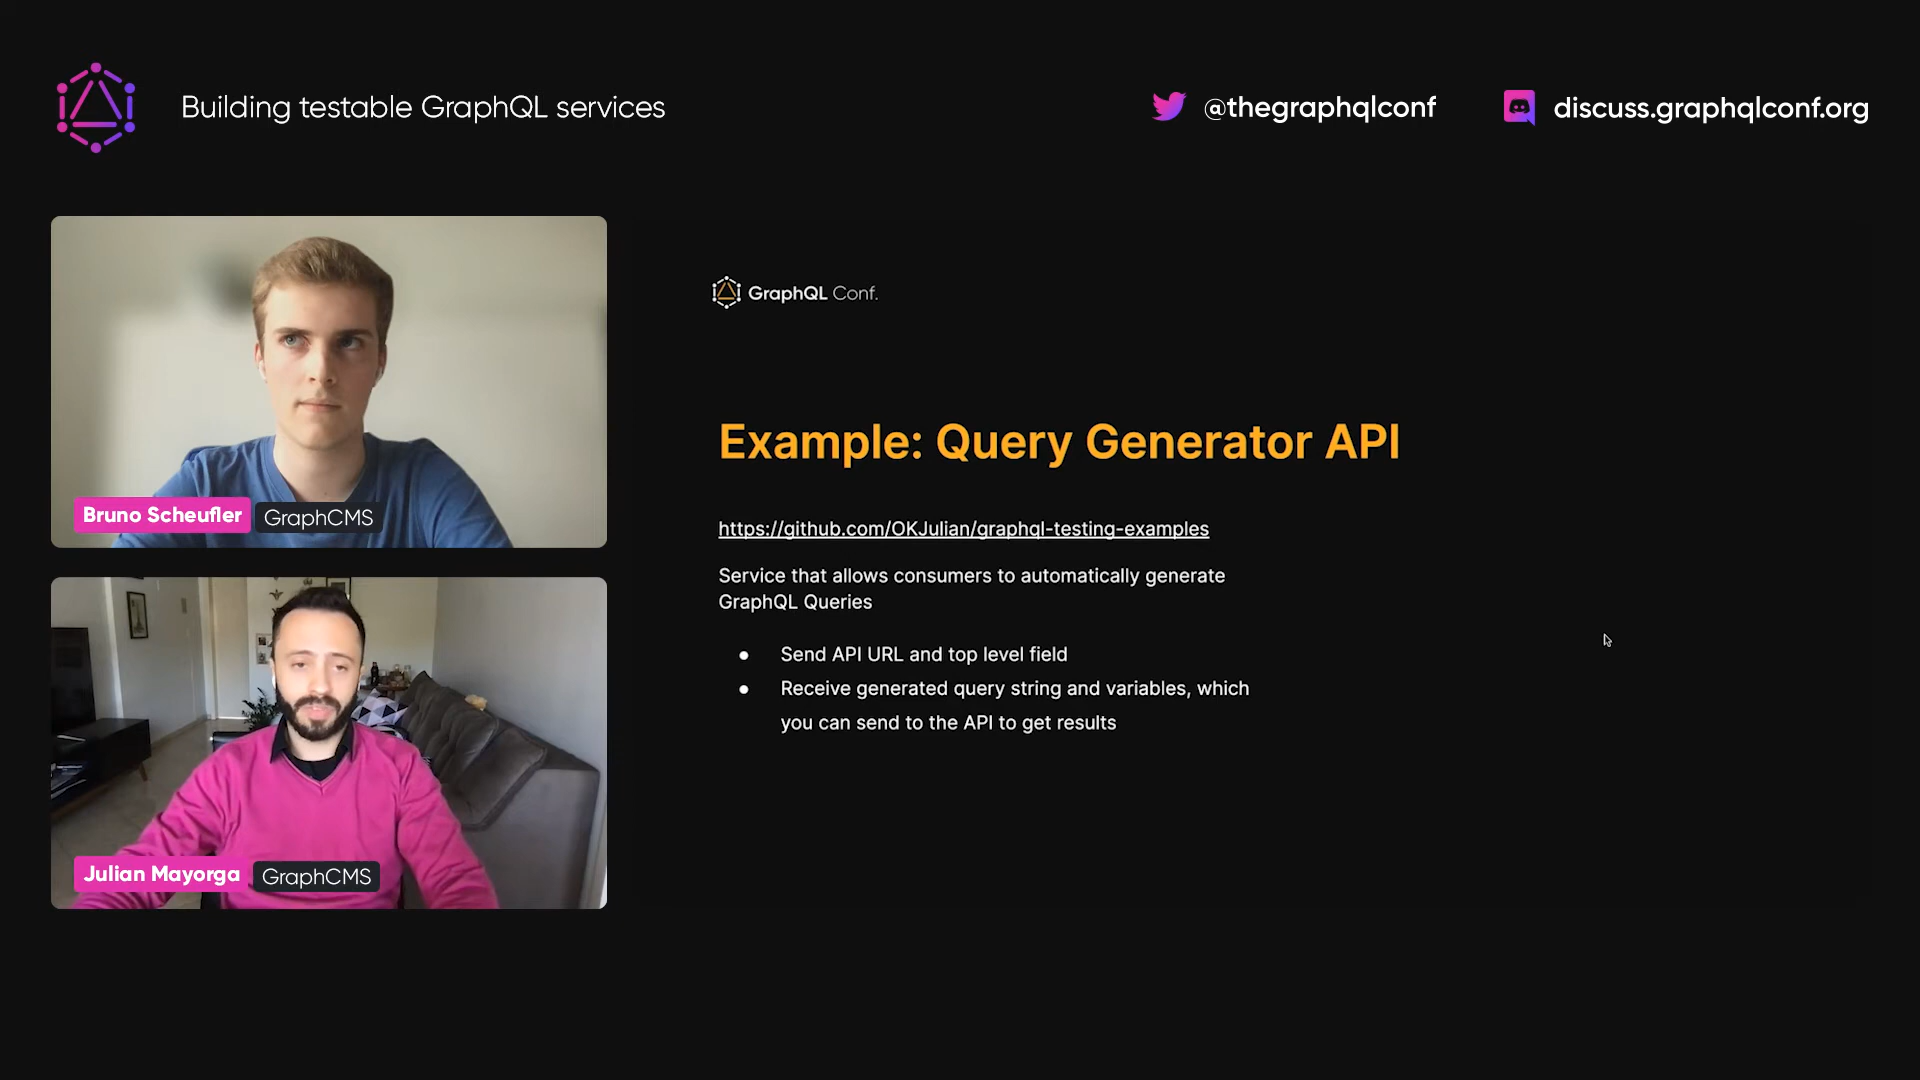 Building testable GraphQL services
@thegraphqlconf
discuss.graphqlconf.org
Bruno Scheufler
GraphCMS
Julian Mayorga
GraphCMS
GraphQL Conf.
Example: Query Generator API
https://github.com/OKJulian/graphql-testing-examples
Service that allows consumers to automatically generate
GraphQL Queries
● Send API URL and top level field
● Receive generated query string and variables, which
you can send to the API to get results